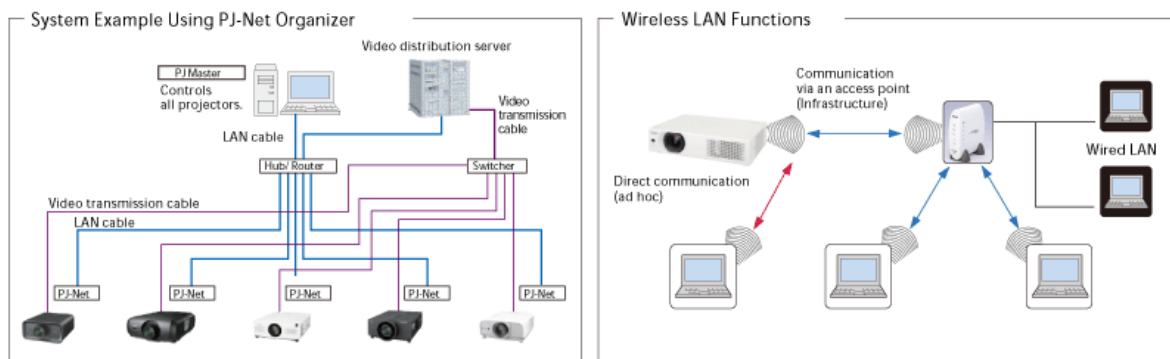 System Example Using PJ-Net Organizer
Video distribution server
PJ Master
Controls
all projectors.
Video
transmission
cable
LAN cable
Hub/ Router
Switcher
Video transmission cable
LAN cable
PJ-Net
PJ-Net
PJ-Net
PJ-Net
PJ-Net
Wireless LAN Functions
Communication
via an access point
(Infrastructure)
Wired LAN
Direct communication
(ad hoc)